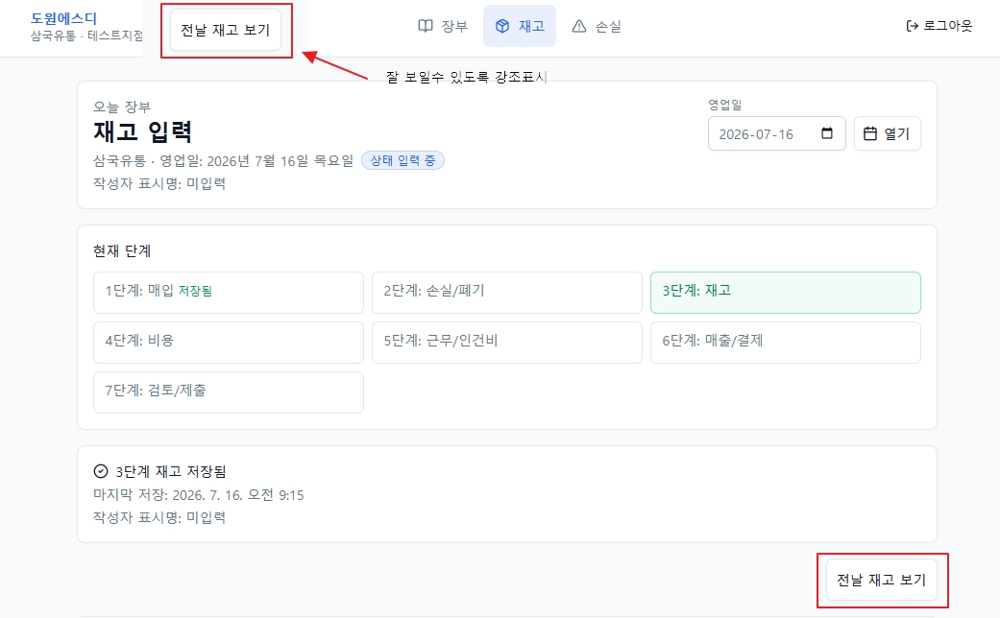 도원에스디
삼국유통 · 테스트지점
전날 재고 보기
장부
재고
손실
로그아웃
잘 보일수 있도록 강조표시
오늘 장부
재고 입력
삼국유통 · 영업일: 2026년 7월 16일 목요일 상태 입력 중
작성자 표시명: 미입력
영업일
2026-07-16
열기
현재 단계
1단계: 매입 저장됨
2단계: 손실/폐기
3단계: 재고
4단계: 비용
5단계: 근무/인건비
6단계: 매출/결제
7단계: 검토/제출
3단계 재고 저장됨
마지막 저장: 2026. 7. 16. 오전 9:15
작성자 표시명: 미입력
전날 재고 보기